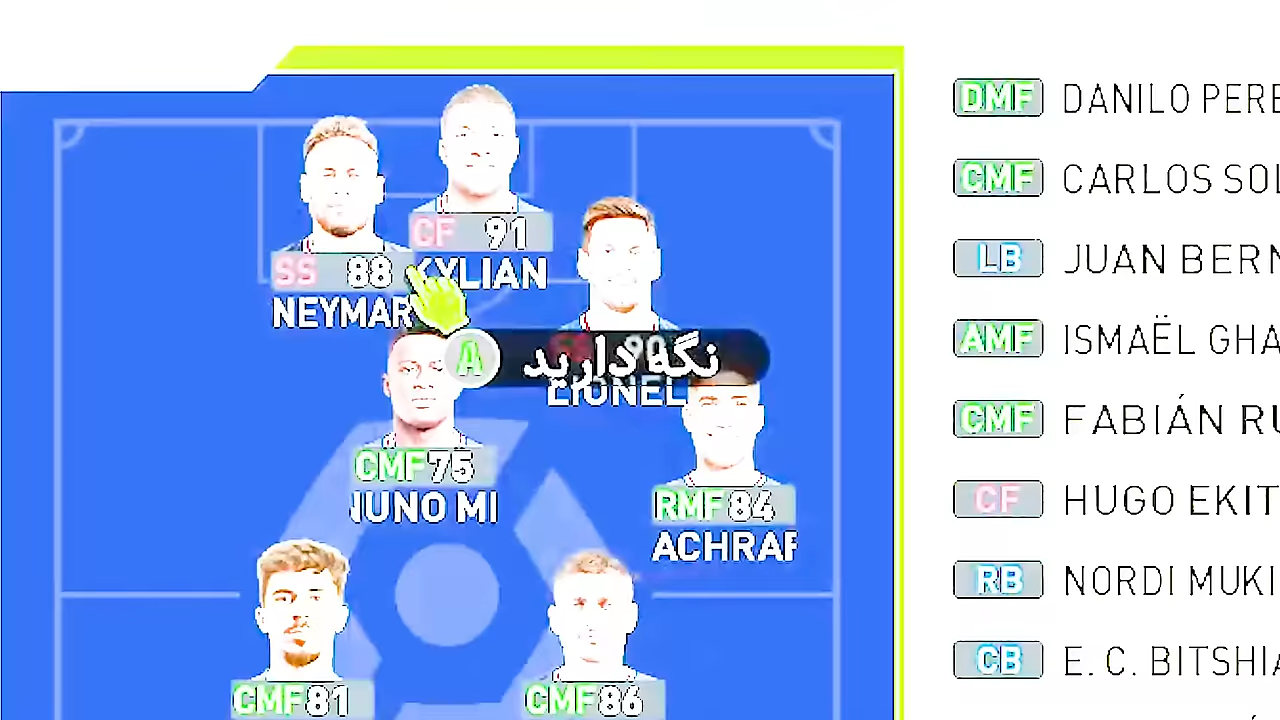 CF 91
KYLIAN
SS 88
NEYMAR
A نگه دارید
90
LIONEL
CMF 75
NUNO MI
RMF 84
ACHRAF
CMF 81
CMF 86
DMF DANILO PERE
CMF CARLOS SOL
LB JUAN BERN
AMF ISMAËL GHA
CMF FABIÁN RU
CF HUGO EKIT
RB NORDI MUKI
CB E. C. BITSHIA